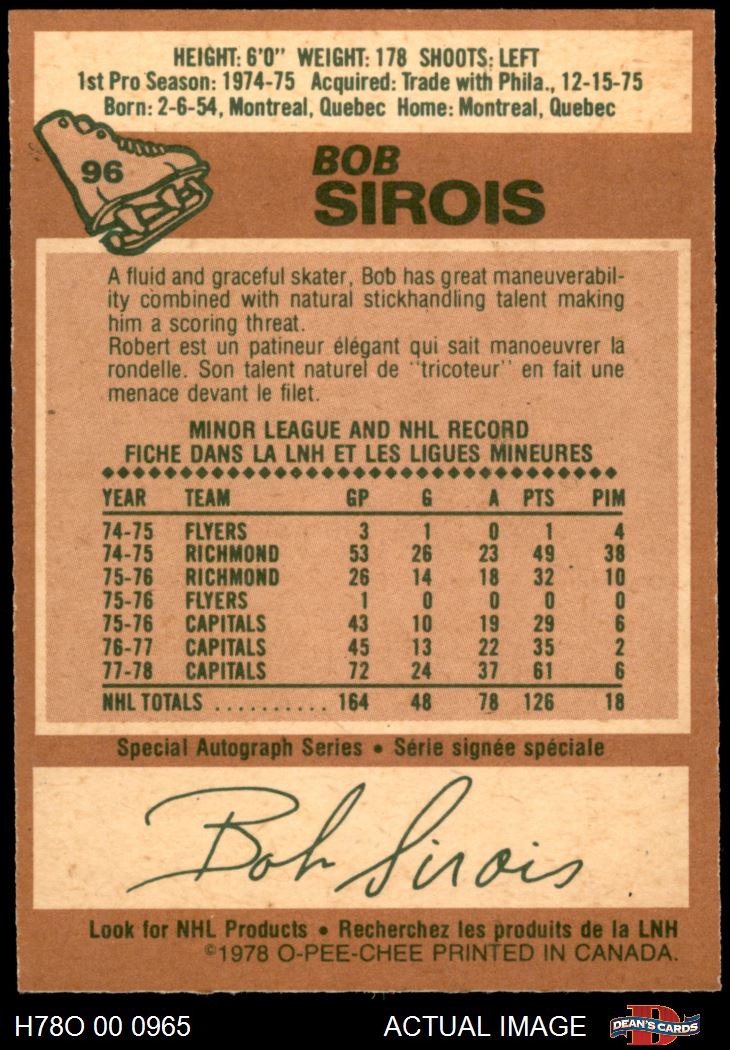 HEIGHT: 6'0" WEIGHT: 178 SHOOTS: LEFT
1st Pro Season: 1974-75 Acquired: Trade with Phila., 12-15-75
Born: 2-6-54, Montreal, Quebec Home: Montreal, Quebec
96
BOB
SIROIS
A fluid and graceful skater, Bob has great maneuverabil-
ity combined with natural stickhandling talent making
him a scoring threat.
Robert est un patineur élégant qui sait manoeuvrer la
rondelle. Son talent naturel de "tricoteur" en fait une
menace devant le filet.
MINOR LEAGUE AND NHL RECORD
FICHE DANS LA LNH ET LES LIGUES MINEURES
YEAR TEAM GP G A PTS PIM
74-75 FLYERS 3 1 0 1 4
74-75 RICHMOND 53 26 23 49 38
75-76 RICHMOND 26 14 18 32 10
75-76 FLYERS 1 0 0 0 0
75-76 CAPITALS 43 10 19 29 6
76-77 CAPITALS 45 13 22 35 2
77-78 CAPITALS 72 24 37 61 6
NHL TOTALS .......... 164 48 78 126 18
Special Autograph Series • Série signée spéciale
Bob Sirois
Look for NHL Products • Recherchez les produits de la LNH
©1978 O-PEE-CHEE PRINTED IN CANADA.
H78O 00 0965 ACTUAL IMAGE D DEAN'S CARDS